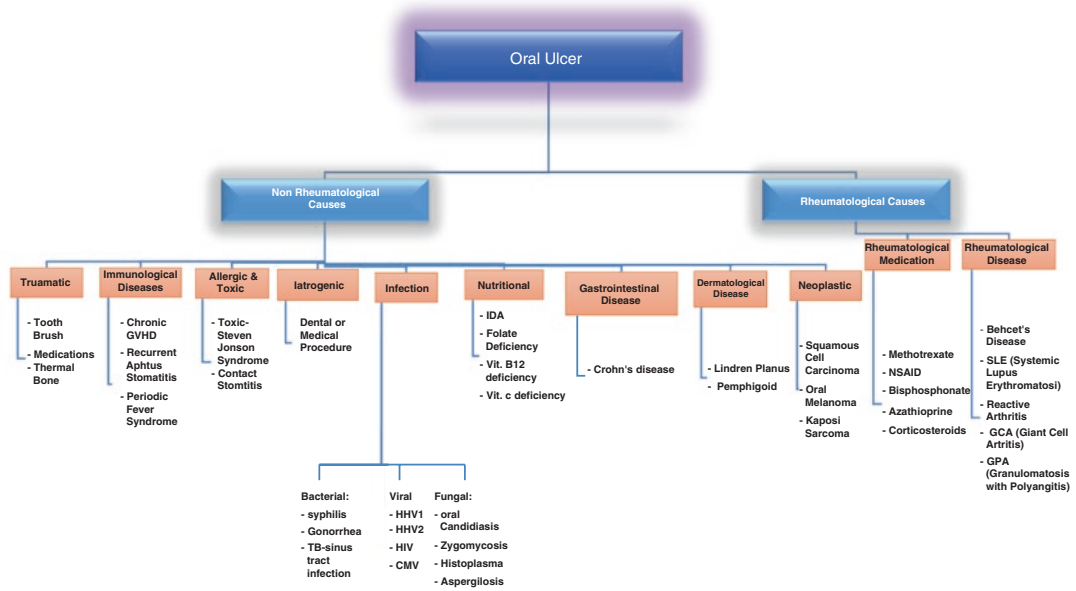 Oral Ulcer
Non Rheumatological
Causes
Rheumatological Causes
Truamatic
- Tooth
Brush
- Medications
- Thermal
Bone
Immunological
Diseases
- Chronic
GVHD
- Recurrent
Aphtus
Stomatitis
- Periodic
Fever
Syndrome
Allergic &
Toxic
- Toxic-
Steven
Jonson
Syndrome
- Contact
Stomtitis
Iatrogenic
Dental or
Medical
Procedure
Infection
Bacterial:
- syphilis
- Gonorrhea
- TB-sinus
tract
infection
Viral
- HHV1
- HHV2
- HIV
- CMV
Fungal:
- oral
Candidiasis
- Zygomycosis
- Histoplasma
- Aspergilosis
Nutritional
- IDA
- Folate
Deficiency
- Vit. B12
deficiency
- Vit. c deficiency
Gastrointestinal
Disease
- Crohn's disease
Dermatological
Disease
- Lindren Planus
- Pemphigoid
Neoplastic
- Squamous
Cell
Carcinoma
- Oral
Melanoma
- Kaposi
Sarcoma
Rheumatological
Medication
- Methotrexate
- NSAID
- Bisphosphonate
- Azathioprine
- Corticosteroids
Rheumatological
Disease
- Behcet's
Disease
- SLE (Systemic
Lupus
Erythromatosi)
- Reactive
Arthritis
- GCA (Giant Cell
Artritis)
- GPA
(Granulomatosis
with Polyangitis)